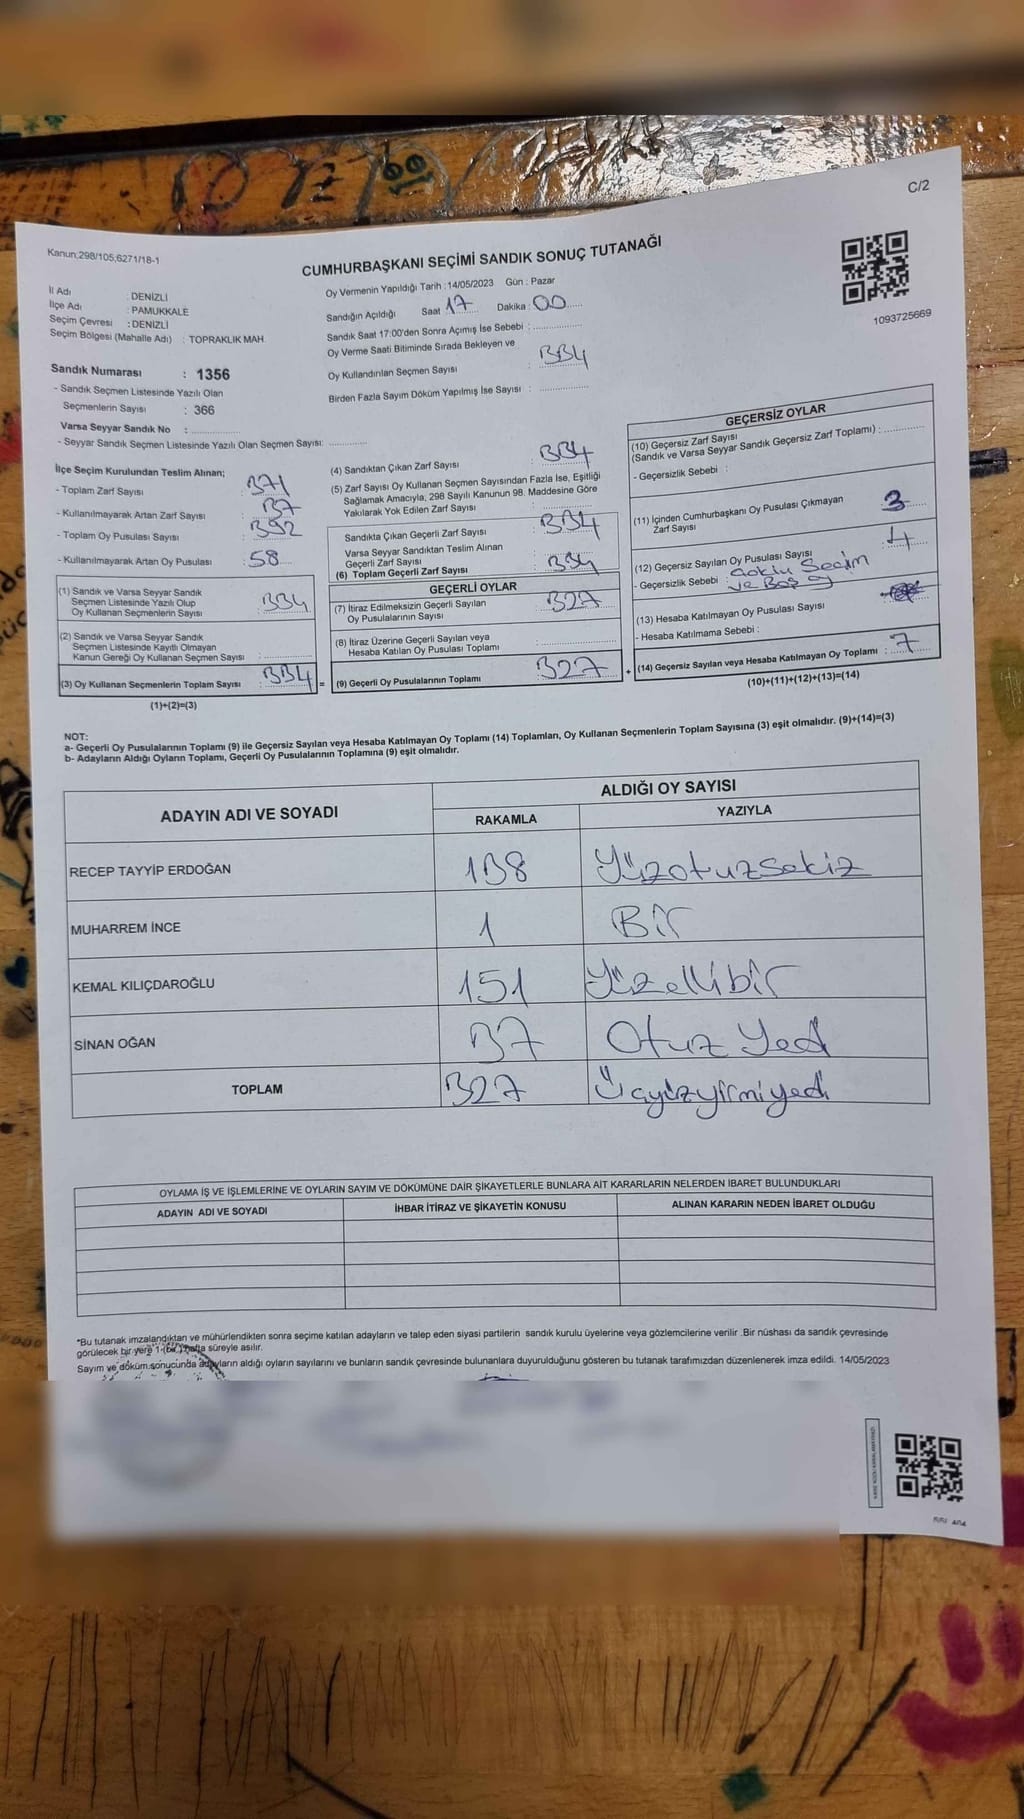 C/2
Kanun;298/105,6271/18-1
CUMHURBAŞKANI SEÇİMİ SANDIK SONUÇ TUTANAĞI
1093725669
İl Adı : DENİZLİ
İlçe Adı : PAMUKKALE
Seçim Çevresi : DENİZLİ
Seçim Bölgesi (Mahalle Adı) : TOPRAKLIK MAH.
Sandık Numarası : 1356
- Sandık Seçmen Listesinde Yazılı Olan
Seçmenlerin Sayısı : 366
Varsa Seyyar Sandık No : ..............
- Seyyar Sandık Seçmen Listesinde Yazılı Olan Seçmen Sayısı: ............
Oy Vermenin Yapıldığı Tarih : 14/05/2023 Gün : Pazar
Sandığın Açıldığı Saat 17 Dakika : 00
Sandık Saat 17:00'den Sonra Açımış İse Sebebi : ..............
Oy Verme Saati Bitiminde Sırada Bekleyen ve
Oy Kullandırılan Seçmen Sayısı : 334
Birden Fazla Sayım Döküm Yapılmış İse Sayısı : ..............
İlçe Seçim Kurulundan Teslim Alınan;
- Toplam Zarf Sayısı : 371
- Kullanılmayarak Artan Zarf Sayısı : 37
- Toplam Oy Pusulası Sayısı : 392
- Kullanılmayarak Artan Oy Pusulası : 58
(1) Sandık ve Varsa Seyyar Sandık
Seçmen Listesinde Yazılı Olup
Oy Kullanan Seçmenlerin Sayısı : 334
(2) Sandık ve Varsa Seyyar Sandık
Seçmen Listesinde Kayıtlı Olmayan
Kanun Gereği Oy Kullanan Seçmen Sayısı : ..............
(3) Oy Kullanan Seçmenlerin Toplam Sayısı : 334 =
(1)+(2)=(3)
(4) Sandıktan Çıkan Zarf Sayısı : 334
(5) Zarf Sayısı Oy Kullanan Seçmen Sayısından Fazla İse, Eşitliği
Sağlamak Amacıyla, 298 Sayılı Kanunun 98. Maddesine Göre
Yakılarak Yok Edilen Zarf Sayısı : ..............
Sandıkta Çıkan Geçerli Zarf Sayısı : 334
Varsa Seyyar Sandıktan Teslim Alınan
Geçerli Zarf Sayısı
(6) Toplam Geçerli Zarf Sayısı : 334
GEÇERLİ OYLAR
(7) İtiraz Edilmeksizin Geçerli Sayılan
Oy Pusulalarının Sayısı : 327
(8) İtiraz Üzerine Geçerli Sayılan veya
Hesaba Katılan Oy Pusulası Toplamı : ..............
(9) Geçerli Oy Pusulalarının Toplamı : 327 +
GEÇERSİZ OYLAR
(10) Geçersiz Zarf Sayısı
(Sandık ve Varsa Seyyar Sandık Geçersiz Zarf Toplamı) : ............
- Geçersizlik Sebebi :
(11) İçinden Cumhurbaşkanı Oy Pusulası Çıkmayan
Zarf Sayısı : 3
(12) Geçersiz Sayılan Oy Pusulası Sayısı : 4
- Geçersizlik Sebebi : Çoklu Seçim
ve Boş oy
(13) Hesaba Katılmayan Oy Pusulası Sayısı
- Hesaba Katılmama Sebebi :
(14) Geçersiz Sayılan veya Hesaba Katılmayan Oy Toplamı : 7
(10)+(11)+(12)+(13)=(14)
NOT:
a- Geçerli Oy Pusulalarının Toplamı (9) ile Geçersiz Sayılan veya Hesaba Katılmayan Oy Toplamı (14) Toplamları, Oy Kullanan Seçmenlerin Toplam Sayısına (3) eşit olmalıdır. (9)+(14)=(3)
b- Adayların Aldığı Oyların Toplamı, Geçerli Oy Pusulalarının Toplamına (9) eşit olmalıdır.
ADAYIN ADI VE SOYADI ALDIĞI OY SAYISI
RAKAMLA YAZIYLA
RECEP TAYYİP ERDOĞAN 138 Yüzotuzsekiz
MUHARREM İNCE 1 Bir
KEMAL KILIÇDAROĞLU 151 Yüzellibir
SİNAN OĞAN 37 Otuz Yedi
TOPLAM 327 Üçyüzyirmiyedi
OYLAMA İŞ VE İŞLEMLERİNE VE OYLARIN SAYIM VE DÖKÜMÜNE DAİR ŞİKAYETLERLE BUNLARA AİT KARARLARIN NELERDEN İBARET BULUNDUKLARI
ADAYIN ADI VE SOYADI İHBAR İTİRAZ VE ŞİKAYETİN KONUSU ALINAN KARARIN NEDEN İBARET OLDUĞU
*Bu tutanak imzalandıktan ve mühürlendikten sonra seçime katılan adayların ve talep eden siyasi partilerin sandık kurulu üyelerine veya gözlemcilerine verilir .Bir nüshası da sandık çevresinde
görülecek bir yere 1 (bir) hafta süreyle asılır.
Sayım ve döküm sonucunda adayların aldığı oyların sayılarını ve bunların sandık çevresinde bulunanlara duyurulduğunu gösteren bu tutanak tarafımızdan düzenlenerek imza edildi. 14/05/2023